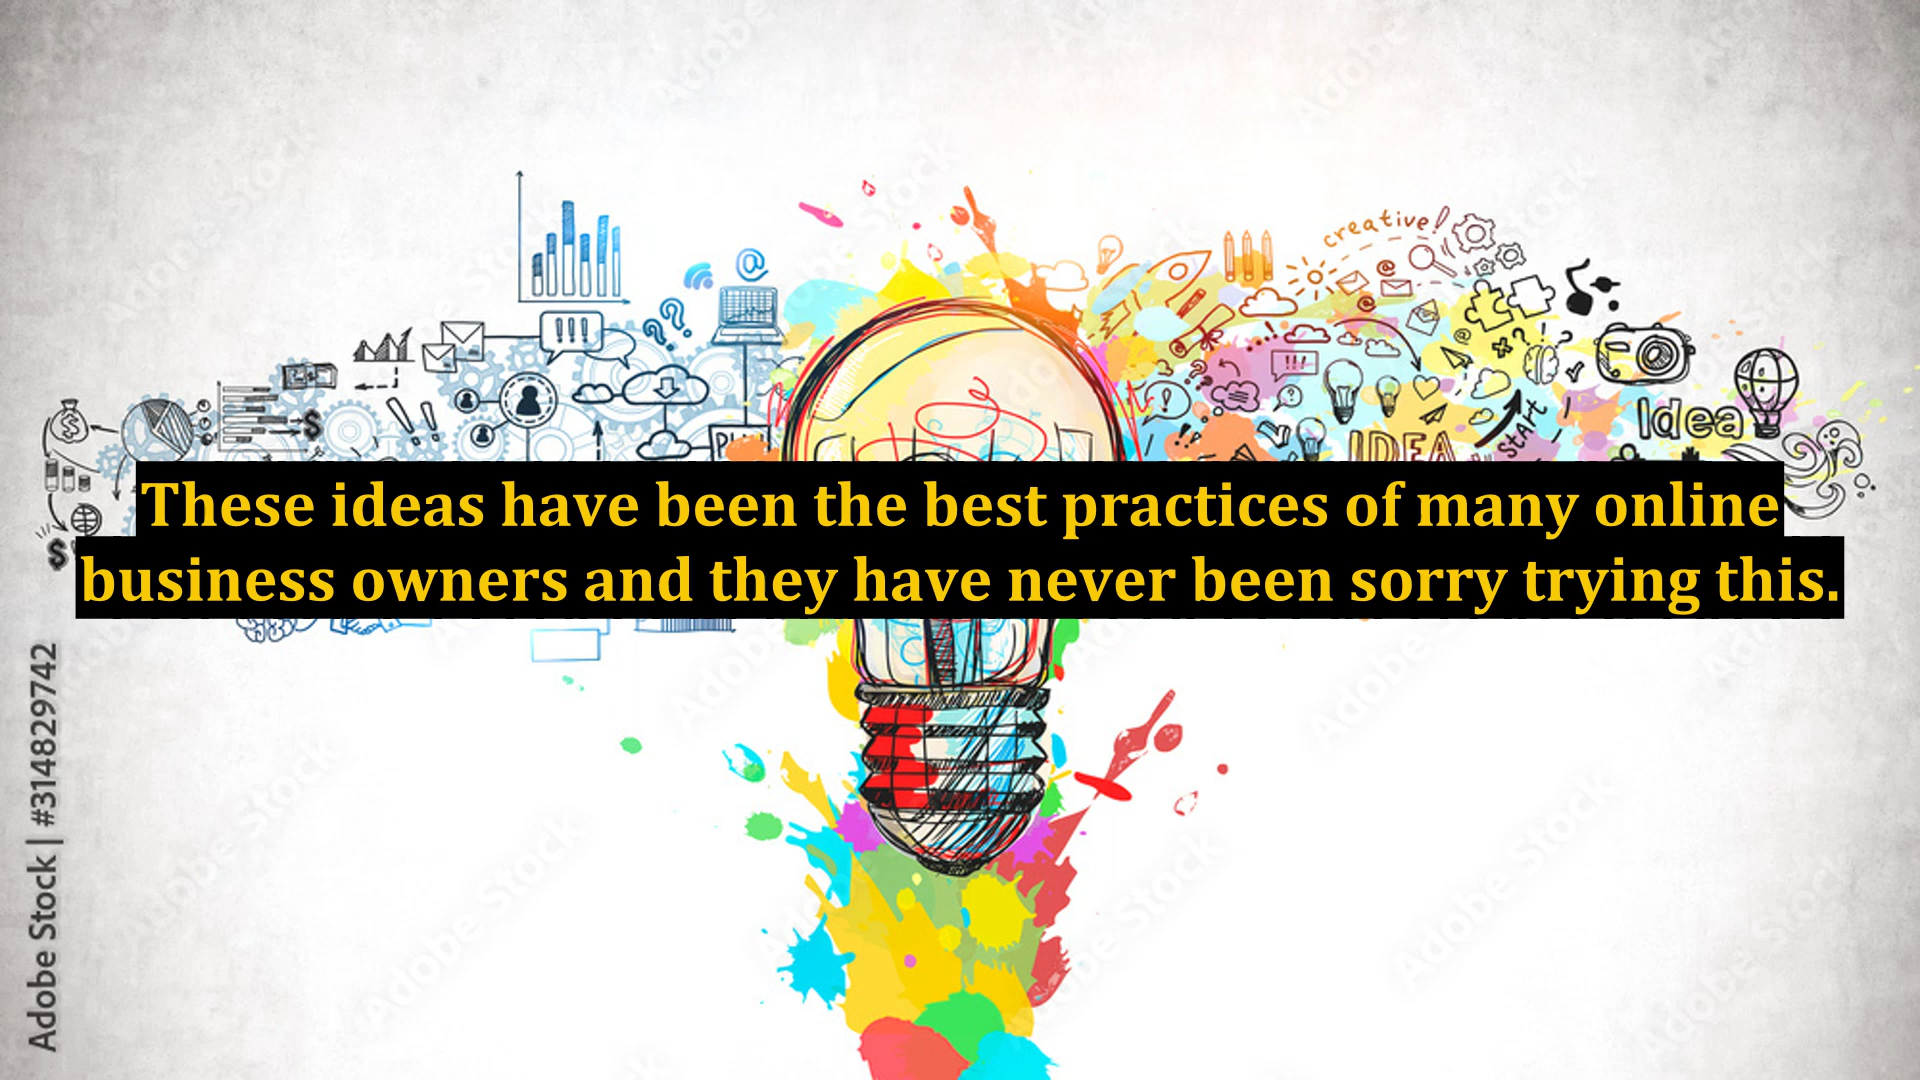 creative!
@
@
@
!!!
!!!
Idea
START
IDEA
$
$
These ideas have been the best practices of many online
business owners and they have never been sorry trying this.
$
Adobe Stock | #314829742